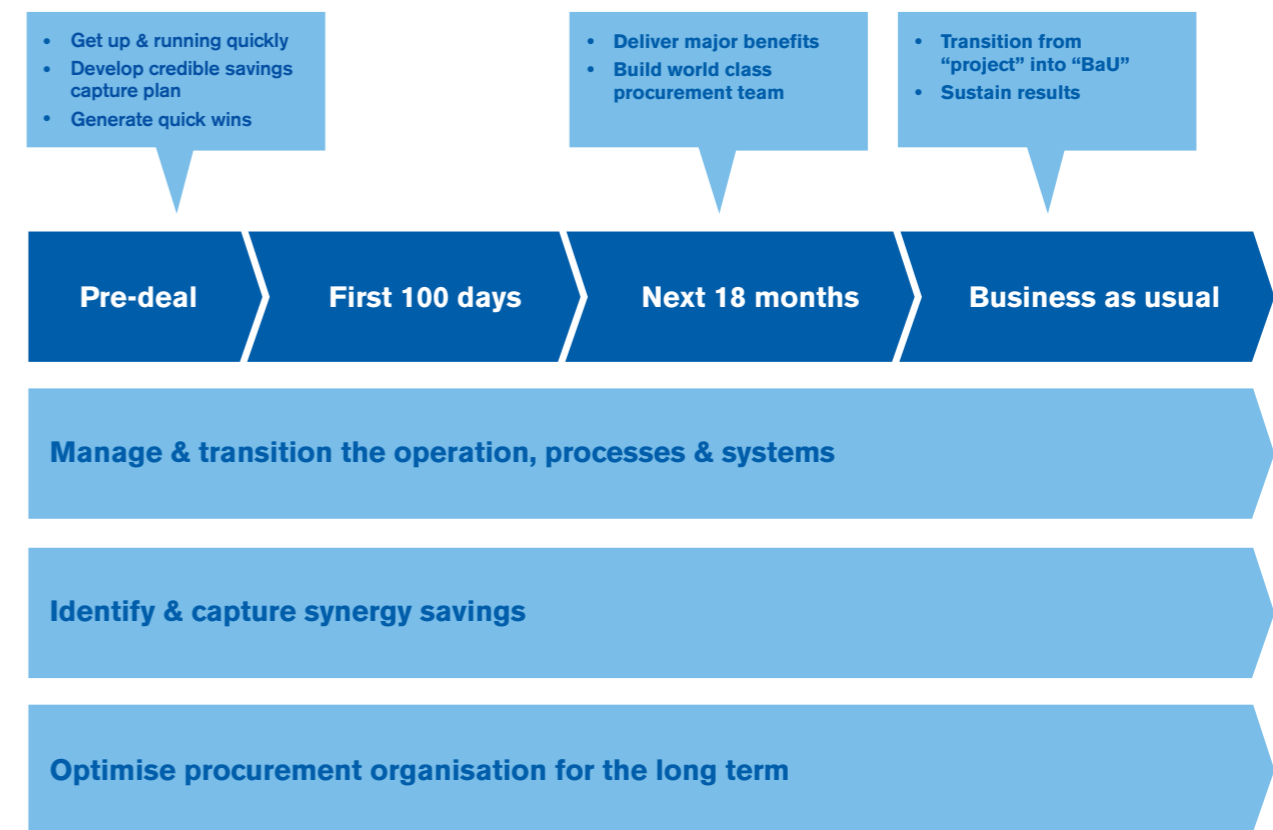 • Get up & running quickly
• Develop credible savings
capture plan
• Generate quick wins
• Deliver major benefits
• Build world class
procurement team
• Transition from
“project” into “BaU”
• Sustain results
Pre-deal
First 100 days
Next 18 months
Business as usual
Manage & transition the operation, processes & systems
Identify & capture synergy savings
Optimise procurement organisation for the long term